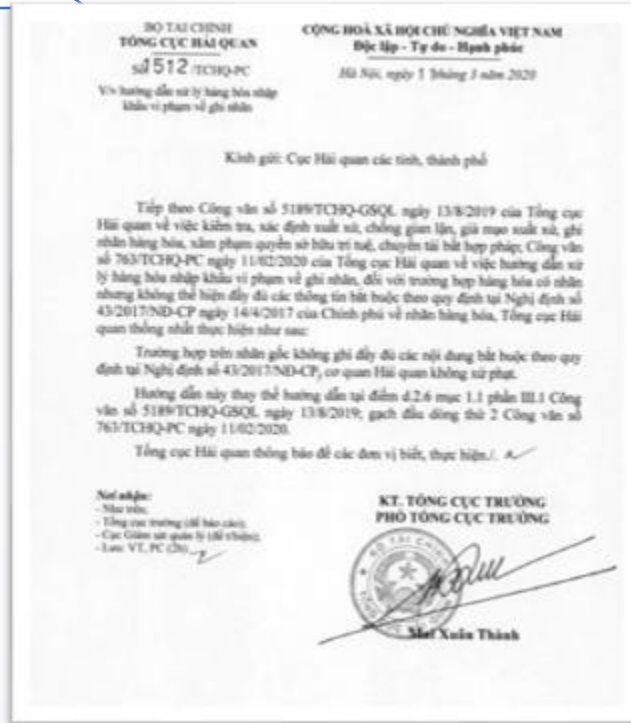 BỘ TÀI CHÍNH
TỔNG CỤC HẢI QUAN
Số 1512 /TCHQ-PC
V/v hướng dẫn xử lý hàng hóa nhập
khẩu vi phạm về ghi nhãn
CỘNG HOÀ XÃ HỘI CHỦ NGHĨA VIỆT NAM
Độc lập - Tự do - Hạnh phúc
Hà Nội, ngày tháng 3 năm 2020
Kính gửi: Cục Hải quan các tỉnh, thành phố
Tiếp theo Công văn số 5189/TCHQ-GSQL ngày 13/8/2019 của Tổng cục
Hải quan về việc kiểm tra, xác định xuất xứ, chống gian lận, giả mạo xuất xứ, ghi
nhãn hàng hóa, xâm phạm quyền sở hữu trí tuệ, chuyển tải bất hợp pháp; Công văn
số 763/TCHQ-PC ngày 11/02/2020 của Tổng cục Hải quan về việc hướng dẫn xử
lý hàng hóa nhập khẩu vi phạm về ghi nhãn, đối với trường hợp hàng hóa có nhãn
nhưng không thể hiện đầy đủ các thông tin bắt buộc theo quy định tại Nghị định số
43/2017/NĐ-CP ngày 14/4/2017 của Chính phủ về nhãn hàng hóa, Tổng cục Hải
quan thống nhất thực hiện như sau:
Trường hợp trên nhãn gốc không ghi đầy đủ các nội dung bắt buộc theo quy
định tại Nghị định số 43/2017/NĐ-CP, cơ quan Hải quan không xử phạt.
Hướng dẫn này thay thế hướng dẫn tại điểm d.2.6 mục 1.1 phần III.1 Công
văn số 5189/TCHQ-GSQL ngày 13/8/2019; gạch đầu dòng thứ 2 Công văn số
763/TCHQ-PC ngày 11/02/2020.
Tổng cục Hải quan thông báo để các đơn vị biết, thực hiện./.
Nơi nhận:
- Như trên;
- Tổng cục trưởng (để báo cáo);
- Cục Giám sát quản lý (để t/hiện);
- Lưu: VT, PC
KT. TỔNG CỤC TRƯỞNG
PHÓ TỔNG CỤC TRƯỞNG
BỘ TÀI CHÍNH
Mai Xuân Thành